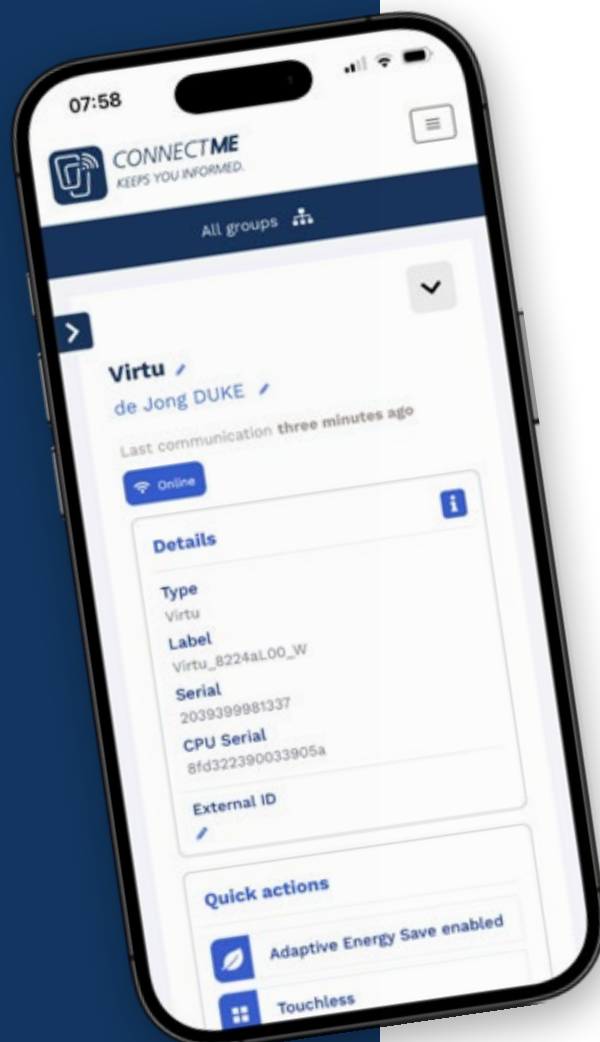 07:58
CONNECTME
KEEPS YOU INFORMED.
All groups
Virtu
de Jong DUKE
Last communication three minutes ago
Online
Details
Type
Virtu
Label
Virtu_8224aL00_W
Serial
2039399981337
CPU Serial
8fd322390033905a
External ID
Quick actions
Adaptive Energy Save enabled
Touchless